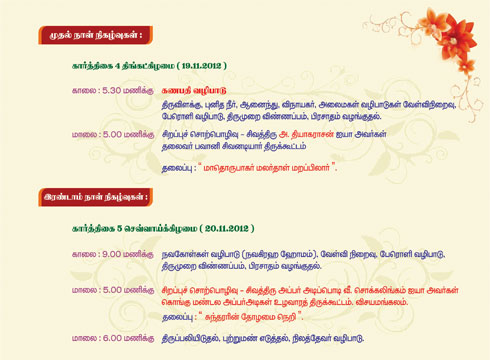 முதல் நாள் நிகழ்வுகள் :
கார்த்திகை 4 திங்கட்கிழமை ( 19.11.2012 )
காலை : 5.30 மணிக்கு கணபதி வழிபாடு
திருவிளக்கு, புனித நீர், ஆனைந்து, விநாயகர், அலைமகள் வழிபாடுகள் வேள்விநிறைவு,
பேரொளி வழிபாடு, திருமுறை விண்ணப்பம், பிரசாதம் வழங்குதல்.
மாலை : 5.00 மணிக்கு சிறப்புச் சொற்பொழிவு – சிவத்திரு அ. தியாகராசன் ஐயா அவர்கள்
தலைவர் பவானி சிவனடியார் திருக்கூட்டம்
தலைப்பு : “ மாதொருபாகர் மலர்தாள் மறப்பிலார் ”.
இரண்டாம் நாள் நிகழ்வுகள் :
கார்த்திகை 5 செவ்வாய்க்கிழமை ( 20.11.2012 )
காலை : 9.00 மணிக்கு நவகோள்கள் வழிபாடு (நவகிரஹ ஹோமம்), வேள்வி நிறைவு, பேரொளி வழிபாடு,
திருமுறை விண்ணப்பம், பிரசாதம் வழங்குதல்.
மாலை : 5.00 மணிக்கு சிறப்புச் சொற்பொழிவு – சிவத்திரு அப்பர் அடிப்பொடி வீ. சொக்கலிங்கம் ஐயா அவர்கள்
கொங்கு மண்டல அப்பர்அடிகள் உழவாரத் திருக்கூட்டம். விசயமங்கலம்.
தலைப்பு : “ சுந்தரரின் தோழமை நெறி ”.
மாலை : 6.00 மணிக்கு திருப்பலியிடுதல், புற்றுமண் எடுத்தல், நிலத்தேவர் வழிபாடு.